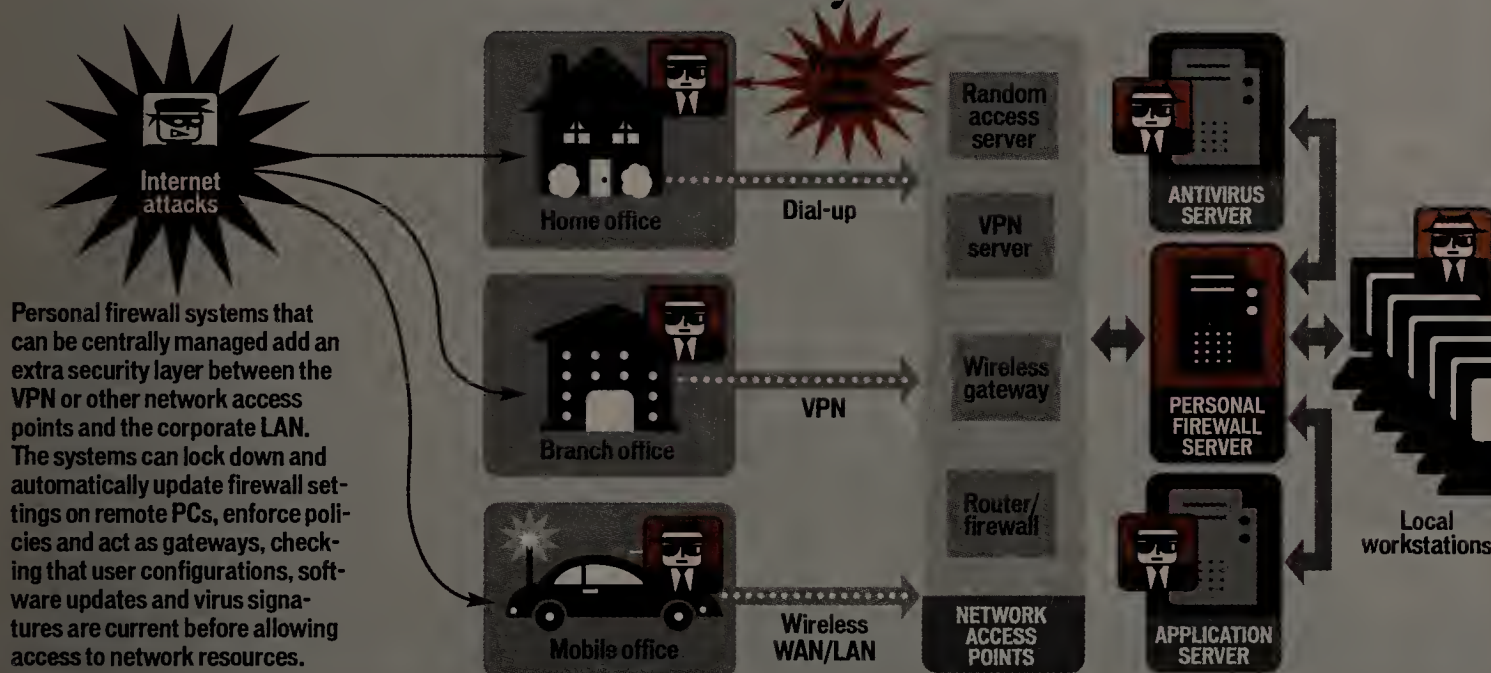 Internet
attacks
Personal firewall systems that
can be centrally managed add an
extra security layer between the
VPN or other network access
points and the corporate LAN.
The systems can lock down and
automatically update firewall set-
tings on remote PCs, enforce poli-
cies and act as gateways, check-
ing that user configurations, soft-
ware updates and virus signa-
tures are current before allowing
access to network resources.
Home office
Dial-up
Branch office
VPN
Mobile office
Wireless
WAN/LAN
Random
access
server
VPN
server
Wireless
gateway
Router/
firewall
NETWORK
ACCESS
POINTS
ANTIVIRUS
SERVER
PERSONAL
FIREWALL
SERVER
APPLICATION
SERVER
Local
workstations